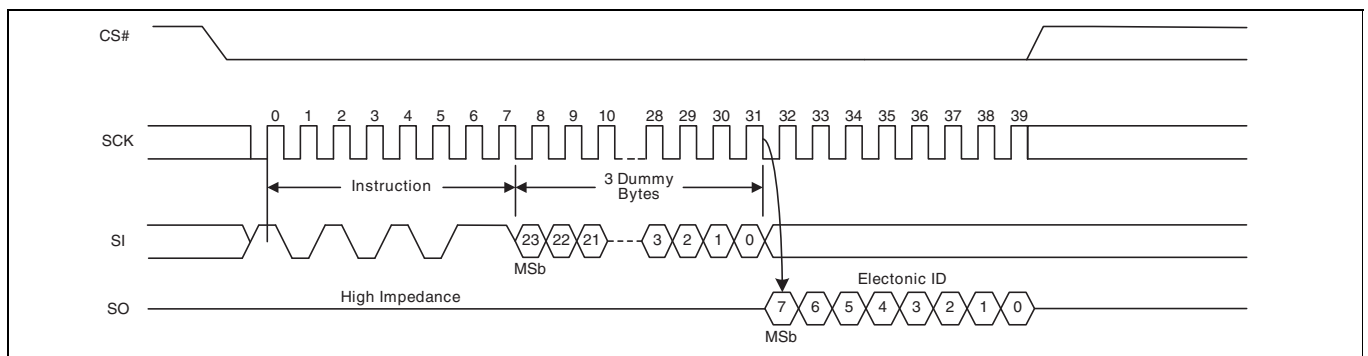 CS#
0 1 2 3 4 5 6 7 8 9 10 28 29 30 31 32 33 34 35 36 37 38 39
SCK
Instruction
3 Dummy
Bytes
SI
23 22 21 3 2 1 0
MSb
Electonic ID
High Impedance
SO
7 6 5 4 3 2 1 0
MSb